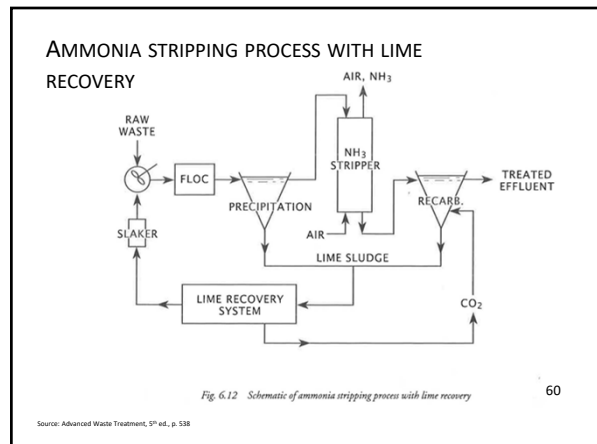 AMMONIA STRIPPING PROCESS WITH LIME
RECOVERY
AIR, NH3
RAW
WASTE
FLOC
PRECIPITATION
NH3
STRIPPER
RECARB.
TREATED
EFFLUENT
SLAKER
AIR
LIME SLUDGE
LIME RECOVERY
SYSTEM
CO2
Fig. 6.12 Schematic of ammonia stripping process with lime recovery
60
Source: Advanced Waste Treatment, 5th ed., p. 538